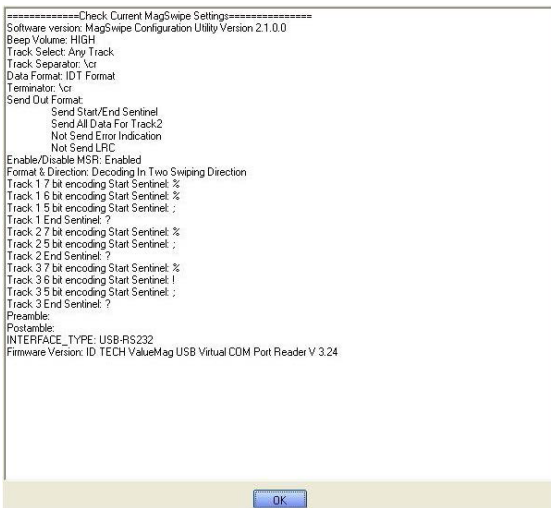 =============Check Current MagSwipe Settings===============
Software version: MagSwipe Configuration Utility Version 2.1.0.0
Beep Volume: HIGH
Track Select: Any Track
Track Separator: \cr
Data Format: IDT Format
Terminator: \cr
Send Out Format:
Send Start/End Sentinel
Send All Data For Track2
Not Send Error Indication
Not Send LRC
Enable/Disable MSR: Enabled
Format & Direction: Decoding In Two Swiping Direction
Track 1 7 bit encoding Start Sentinel: %
Track 1 6 bit encoding Start Sentinel: %
Track 1 5 bit encoding Start Sentinel: ;
Track 1 End Sentinel: ?
Track 2 7 bit encoding Start Sentinel: %
Track 2 5 bit encoding Start Sentinel: ;
Track 2 End Sentinel: ?
Track 3 7 bit encoding Start Sentinel: %
Track 3 6 bit encoding Start Sentinel: !
Track 3 5 bit encoding Start Sentinel: ;
Track 3 End Sentinel: ?
Preamble:
Postamble:
INTERFACE_TYPE: USB-RS232
Firmware Version: ID TECH ValueMag USB Virtual COM Port Reader V 3.24
OK